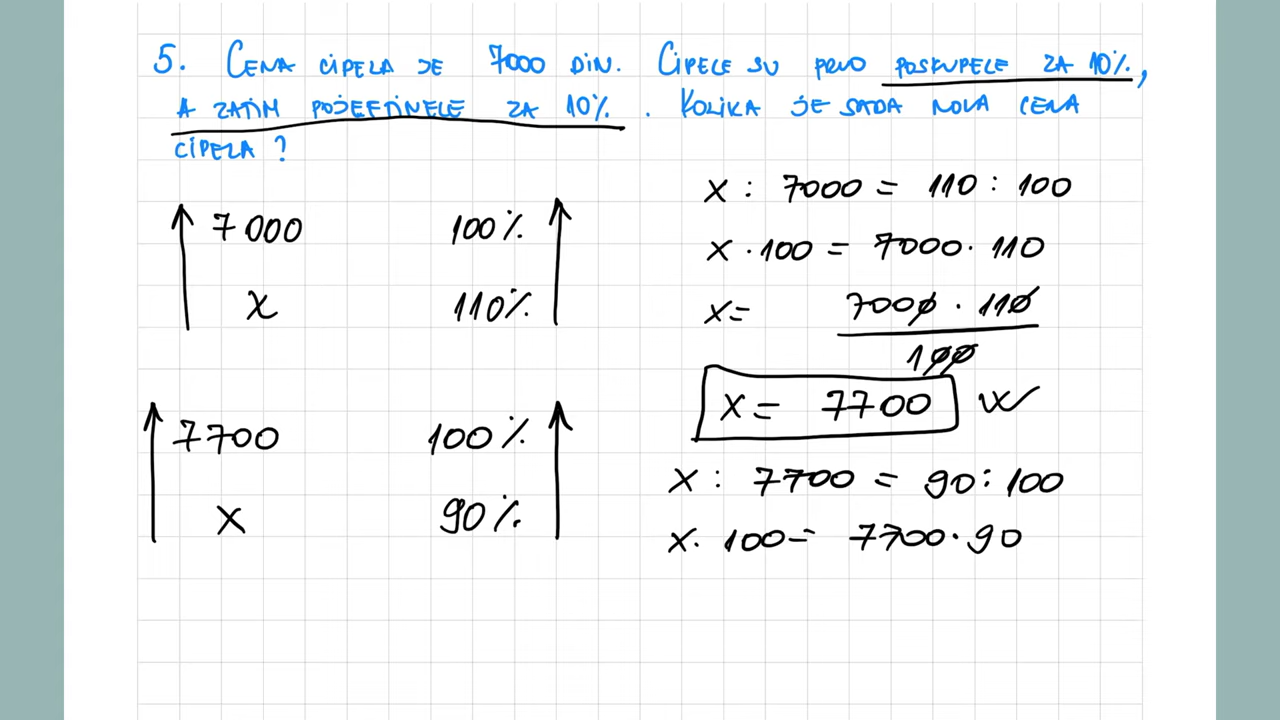 5. CENA CIPELA JE 7000 DIN. CIPELE SU PRVO POSKUPELE ZA 10%,
A ZATIM POJEFTINELE ZA 10%. KOLIKA JE SADA NOVA CENA
CIPELA?
7000 100%
x 110%
x : 7000 = 110 : 100
x · 100 = 7000 · 110
x = 7000 · 110
100
x = 7700
7700 100%
x 90%
x : 7700 = 90 : 100
x · 100 = 7700 · 90